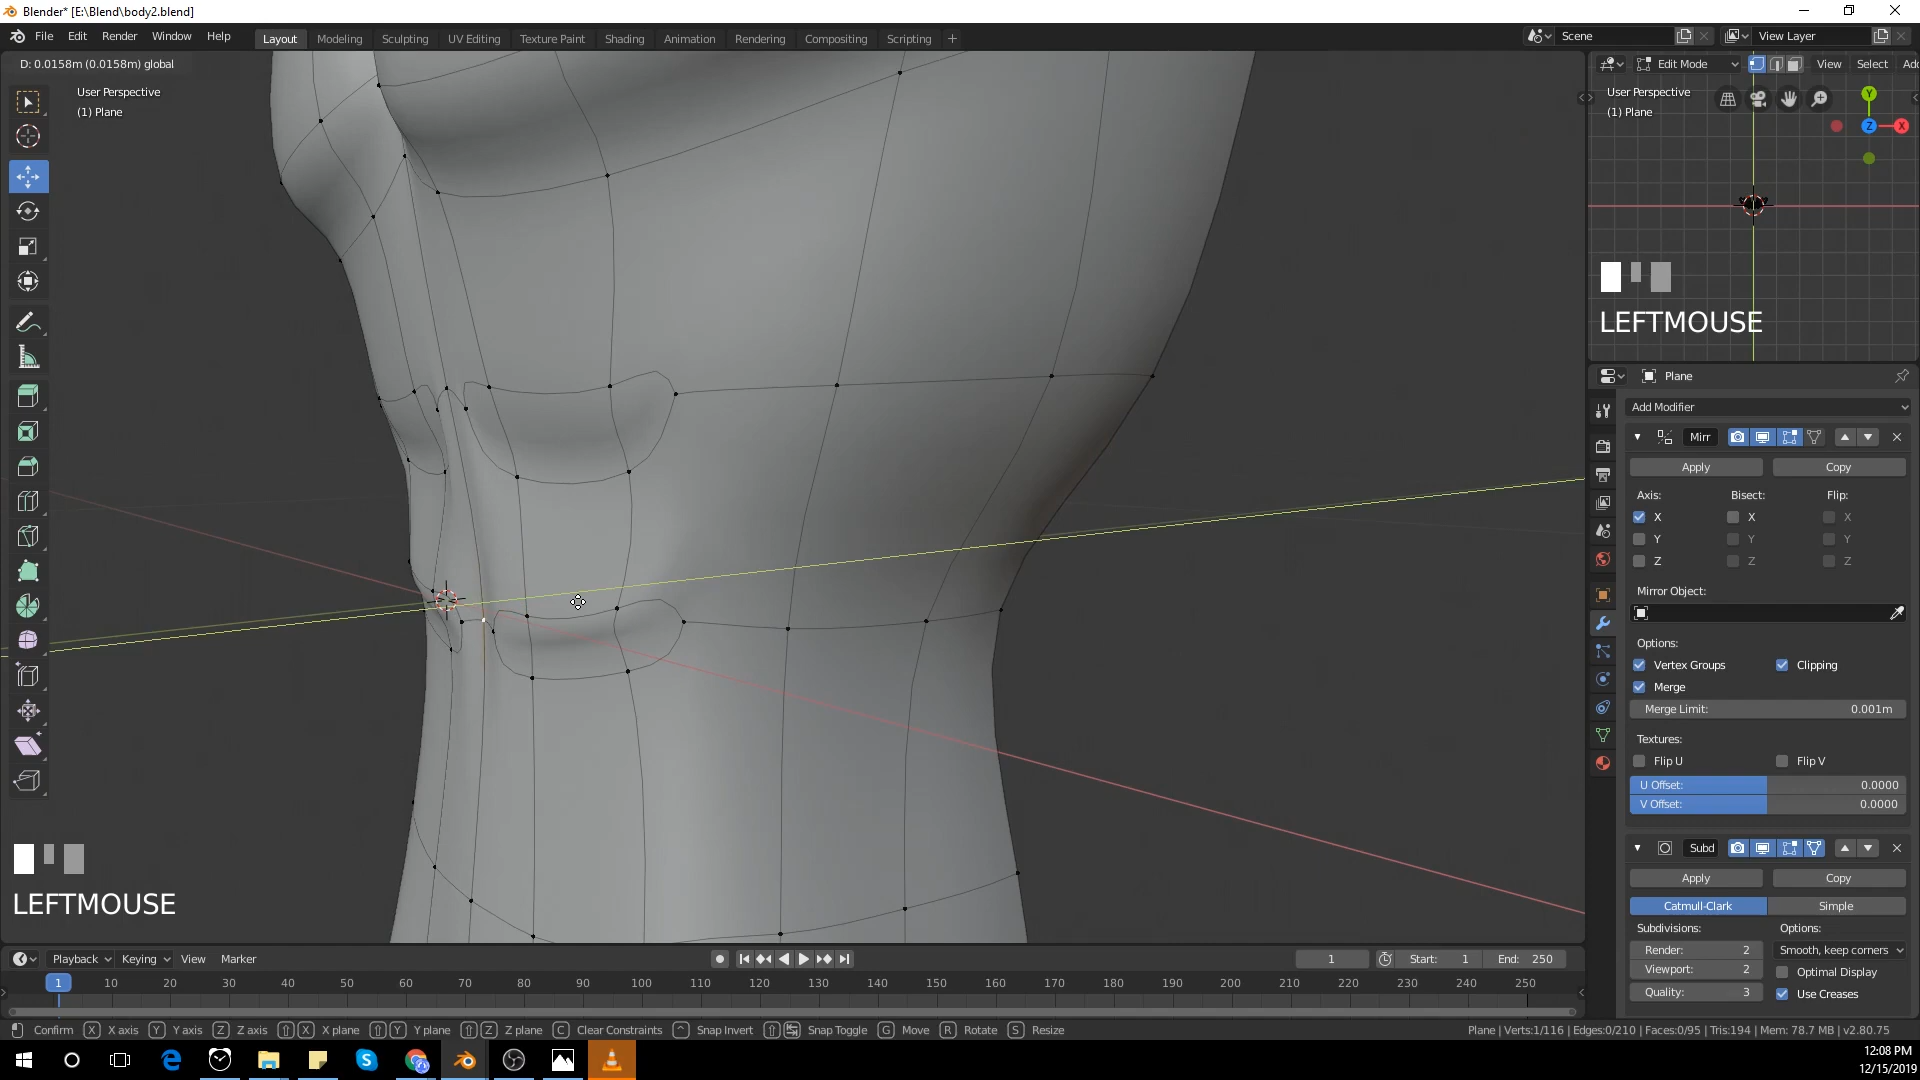 Blender* [E:\Blend\body2.blend]
File Edit Render Window Help
Layout Modeling Sculpting UV Editing Texture Paint Shading Animation Rendering Compositing Scripting
Scene
View Layer
D: 0.0158m (0.0158m) global
User Perspective
(1) Plane
Edit Mode View Select Add
User Perspective
(1) Plane
Y
Z
X
LEFTMOUSE
Plane
Add Modifier
Mirr
Apply Copy
Axis: Bisect: Flip:
X X X
Y Y Y
Z Z Z
Mirror Object:
Options:
Vertex Groups Clipping
Merge
Merge Limit: 0.001m
Textures:
Flip U Flip V
U Offset: 0.0000
V Offset: 0.0000
Subd
Apply Copy
Catmull-Clark Simple
Subdivisions: Options:
Render: 2 Smooth, keep corners
Viewport: 2 Optimal Display
Quality: 3 Use Creases
LEFTMOUSE
Playback Keying View Marker
1 Start: 1 End: 250
1 10 20 30 40 50 60 70 80 90 100 110 120 130 140 150 160 170 180 190 200 210 220 230 240 250
Confirm X X axis Y Y axis Z Z axis X X plane Y Y plane Z Z plane C Clear Constraints ^ Snap Invert Snap Toggle G Move R Rotate S Resize
Plane | Verts:1/116 | Edges:0/210 | Faces:0/95 | Tris:194 | Mem: 78.7 MB | v2.80.75
12:08 PM
12/15/2019